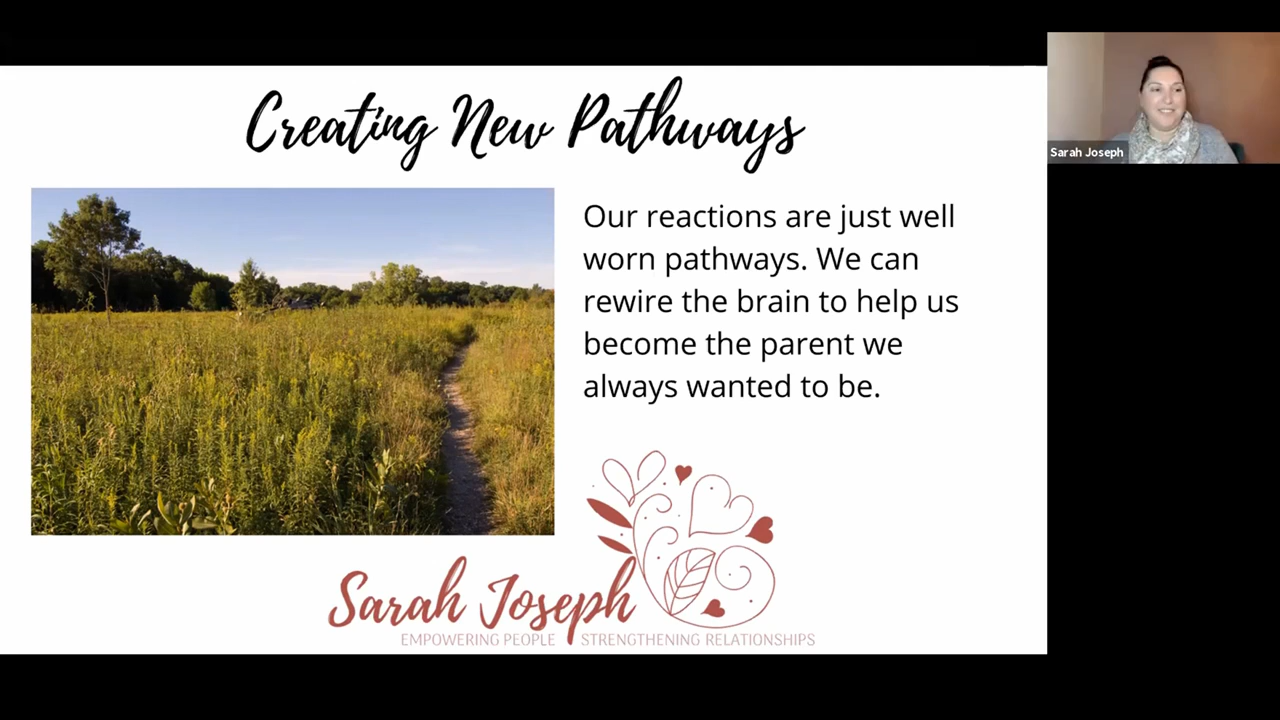 Creating New Pathways
Our reactions are just well
worn pathways. We can
rewire the brain to help us
become the parent we
always wanted to be.
Sarah Joseph
EMPOWERING PEOPLE STRENGTHENING RELATIONSHIPS
Sarah Joseph